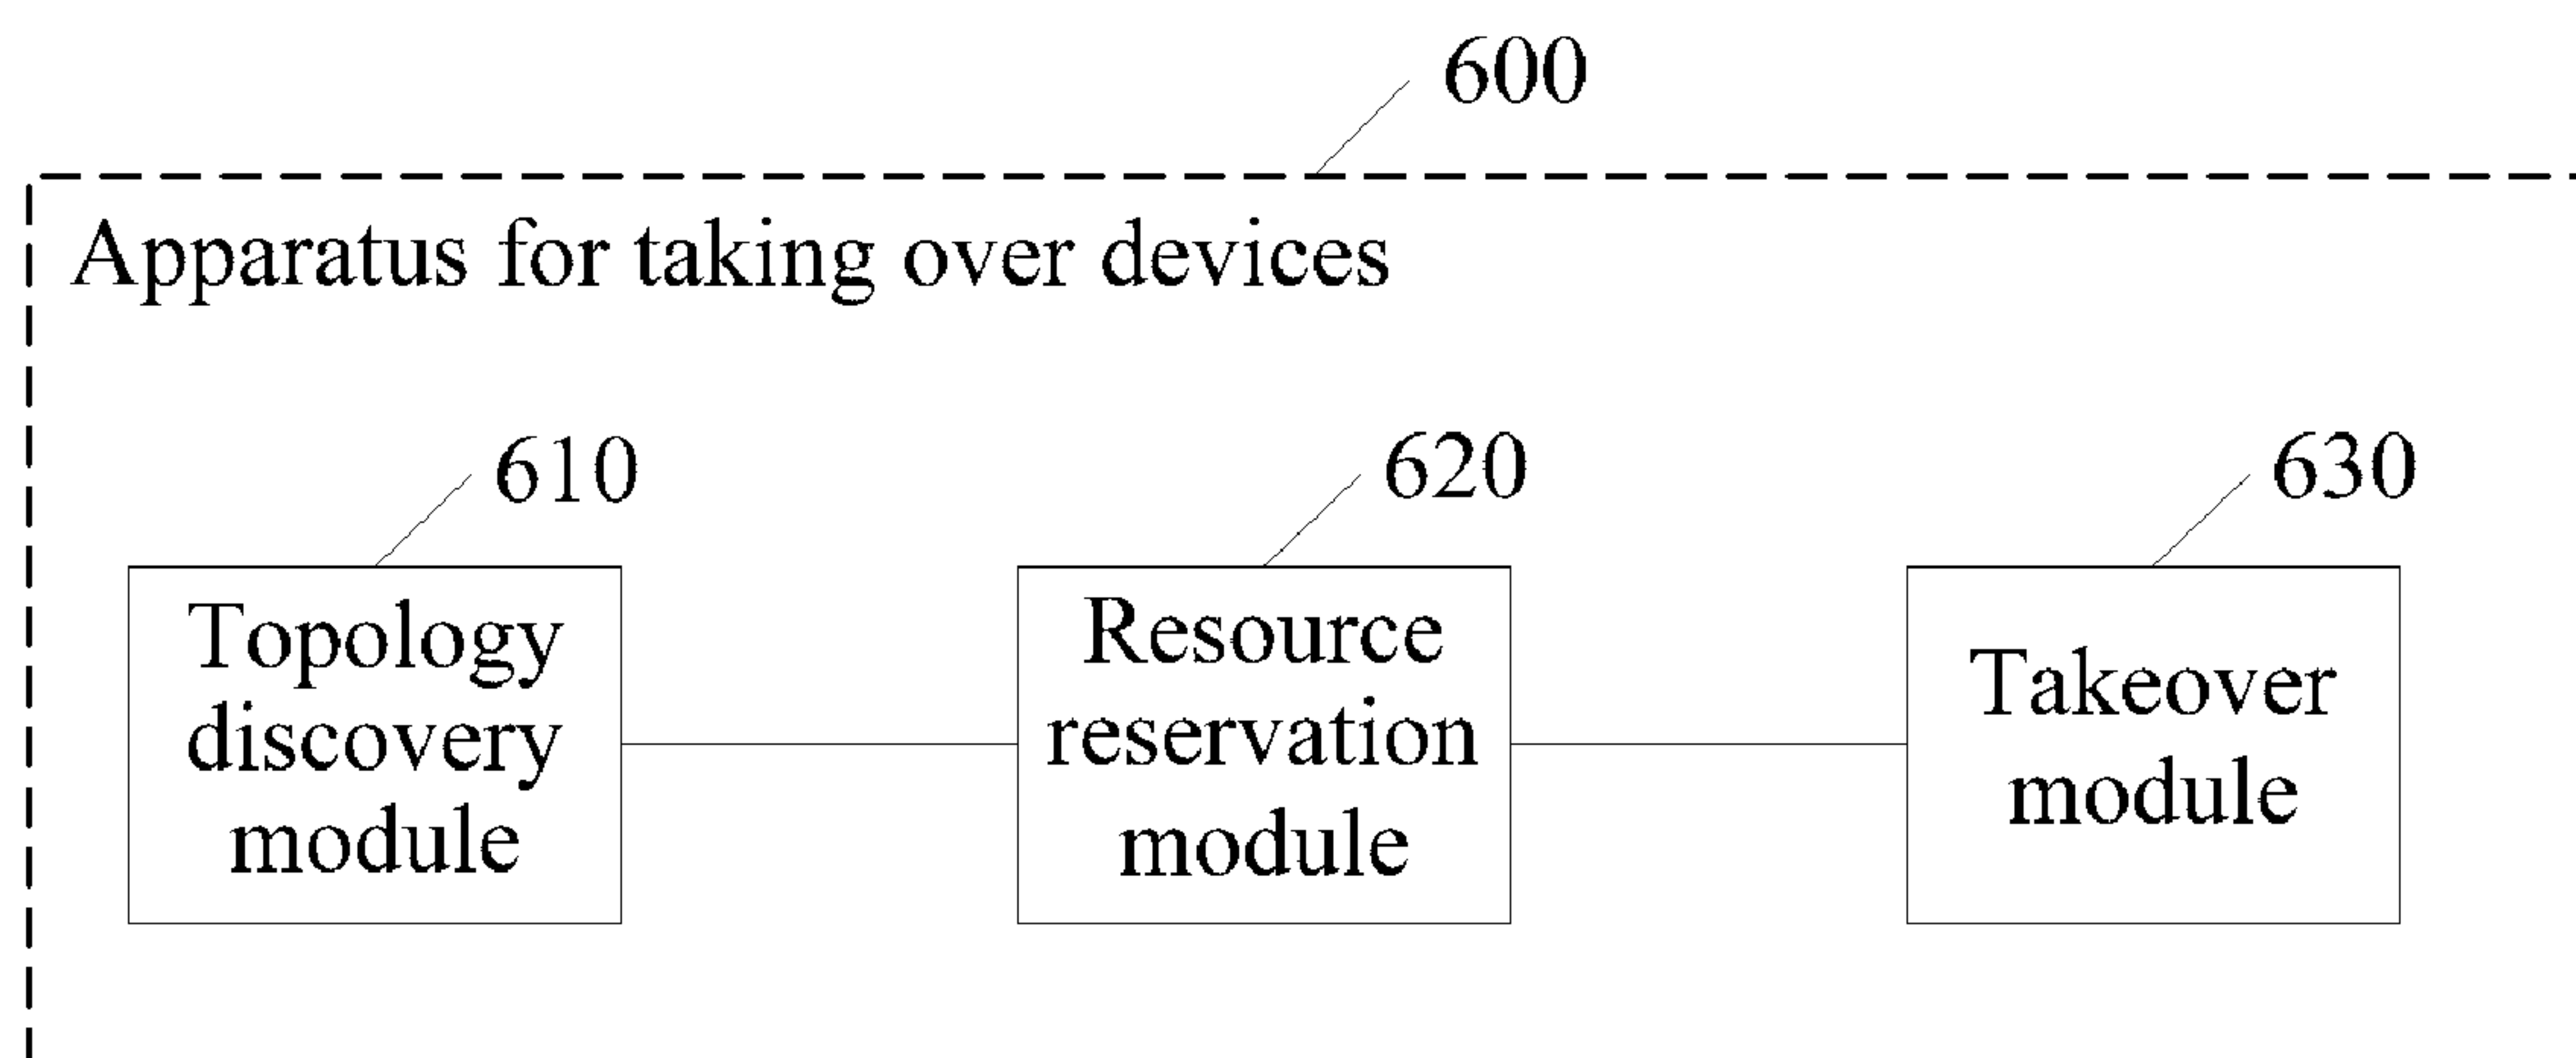 600
Apparatus for taking over devices
610
620
630
Topology
discovery
module
Resource
reservation
module
Takeover
module